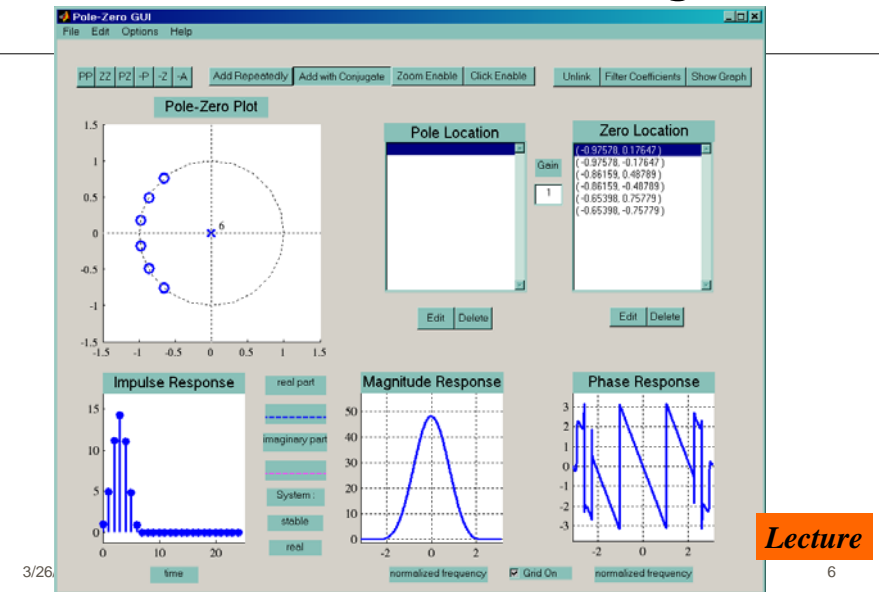 Pole-Zero GUI
File Edit Options Help
PP ZZ PZ -P -Z -A Add Repeatedly Add with Conjugate Zoom Enable Click Enable Unlink Filter Coefficients Show Graph
Pole-Zero Plot
1.5
1
0.5
0
-0.5
-1
-1.5
-1.5 -1 -0.5 0 0.5 1 1.5
6
Pole Location
Edit Delete
Gain
1
Zero Location
(-0.97578, 0.17647)
(-0.97578, -0.17647)
(-0.86159, 0.48789)
(-0.86159, -0.48789)
(-0.65398, 0.75779)
(-0.65398, -0.75779)
Edit Delete
Impulse Response
15
10
5
0
0 10 20
time
real part
imaginary part
System :
stable
real
Magnitude Response
50
40
30
20
10
0
-2 0 2
normalized frequency
Grid On
Phase Response
3
2
1
0
-1
-2
-3
-2 0 2
normalized frequency
Lecture
3/26/
6